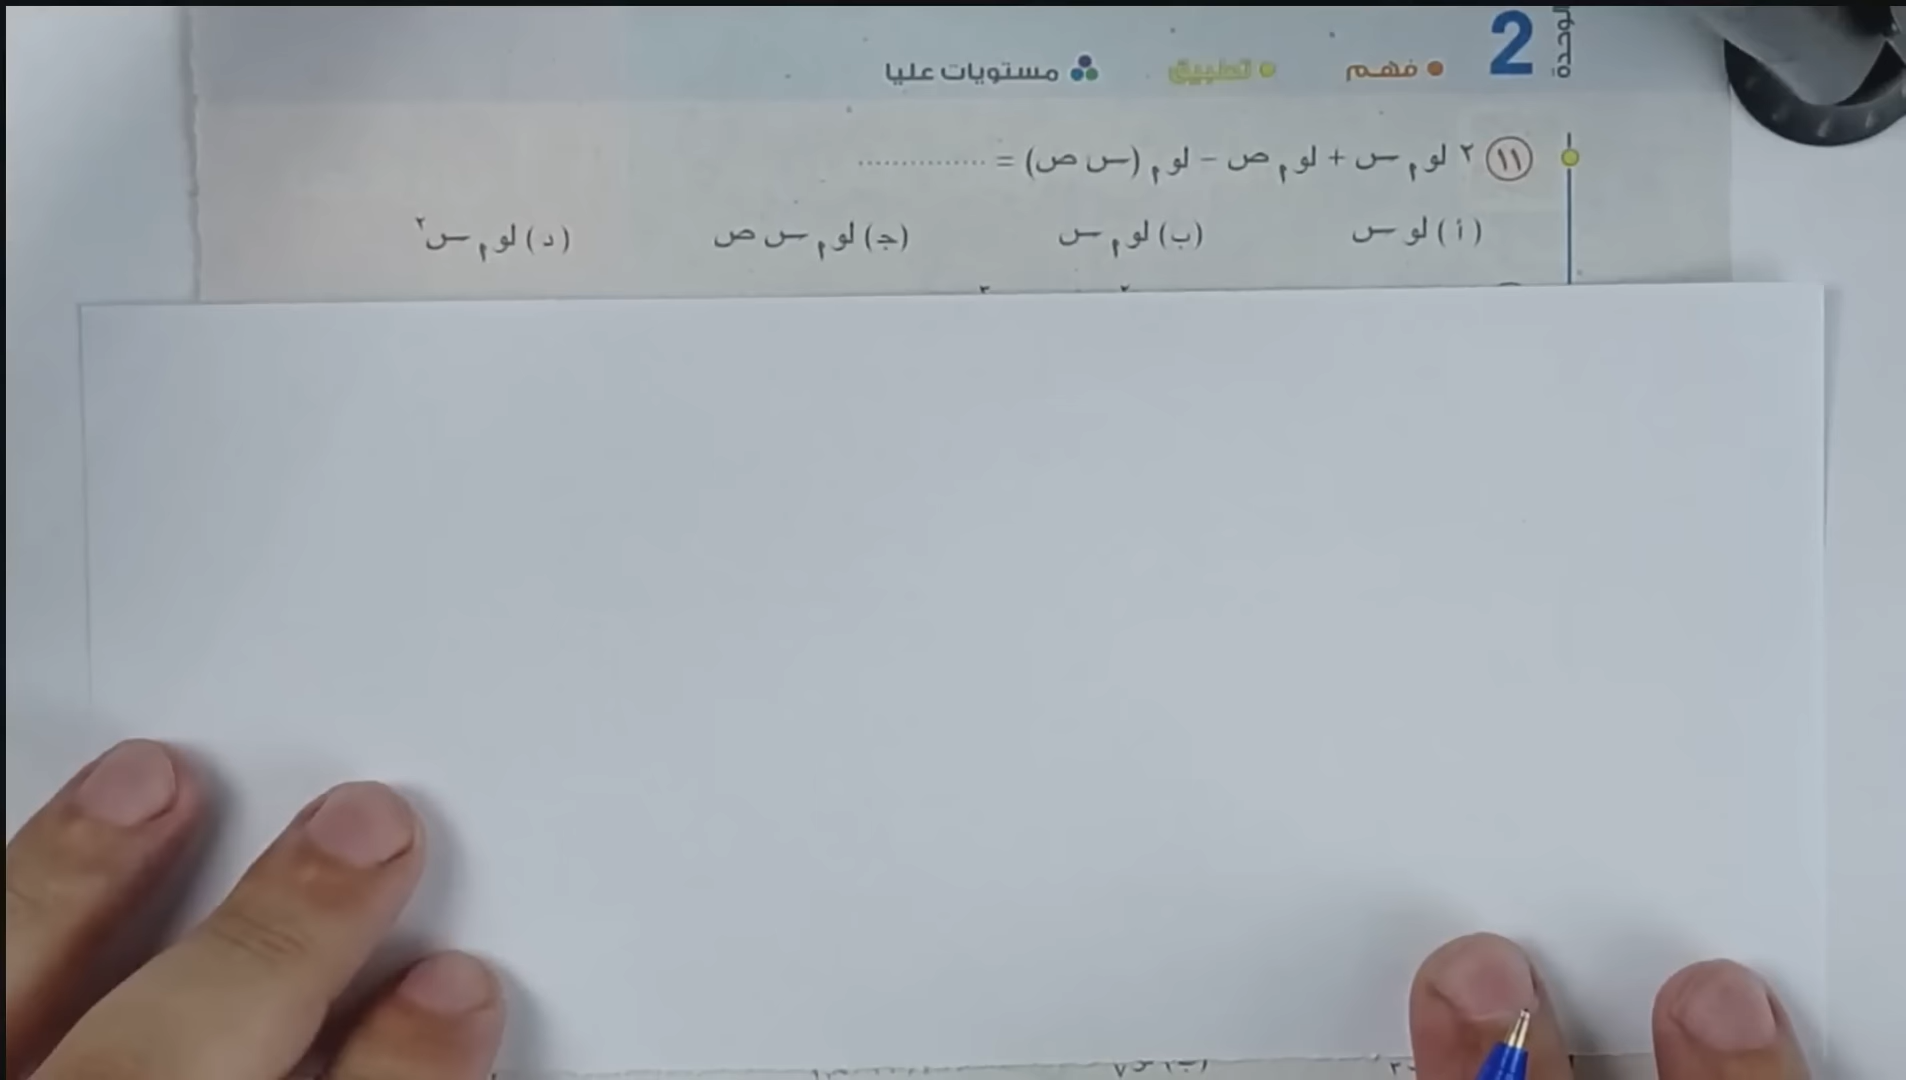 الوحدة 2 • فهم • تطبيق مستويات عليا
١١ ٢ لو م س + لو م ص - لو م (س ص) = ...............
(أ) لو س (ب) لو م س (جـ) لو م س ص (د) لو م س٢